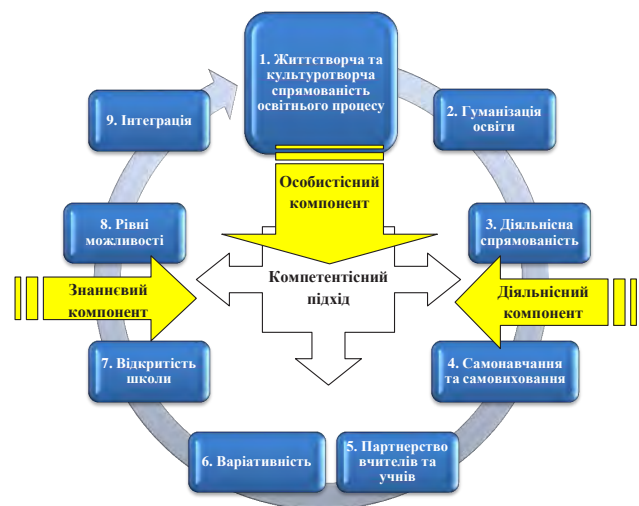 1. Життєтворча та
культуротворча
спрямованість
освітнього процесу
2. Гуманізація
освіти
3. Діяльнісна
спрямованість
4. Самонавчання
та самовиховання
5. Партнерство
вчителів та
учнів
6. Варіативність
7. Відкритість
школи
8. Рівні
можливості
9. Інтеграція
Особистісний
компонент
Знаннєвий
компонент
Компетентісний
підхід
Діяльнісний
компонент